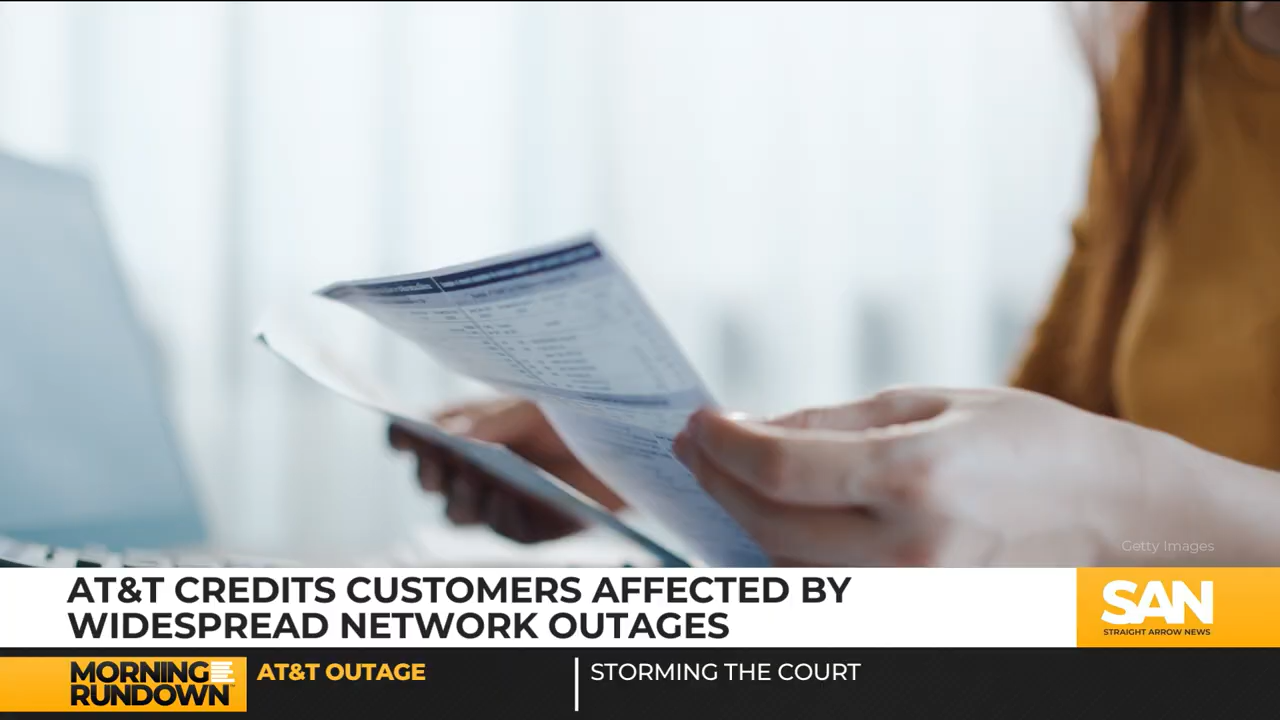 Getty Images
AT&T CREDITS CUSTOMERS AFFECTED BY
WIDESPREAD NETWORK OUTAGES
SAN
STRAIGHT ARROW NEWS
MORNING
RUNDOWN
AT&T OUTAGE
STORMING THE COURT